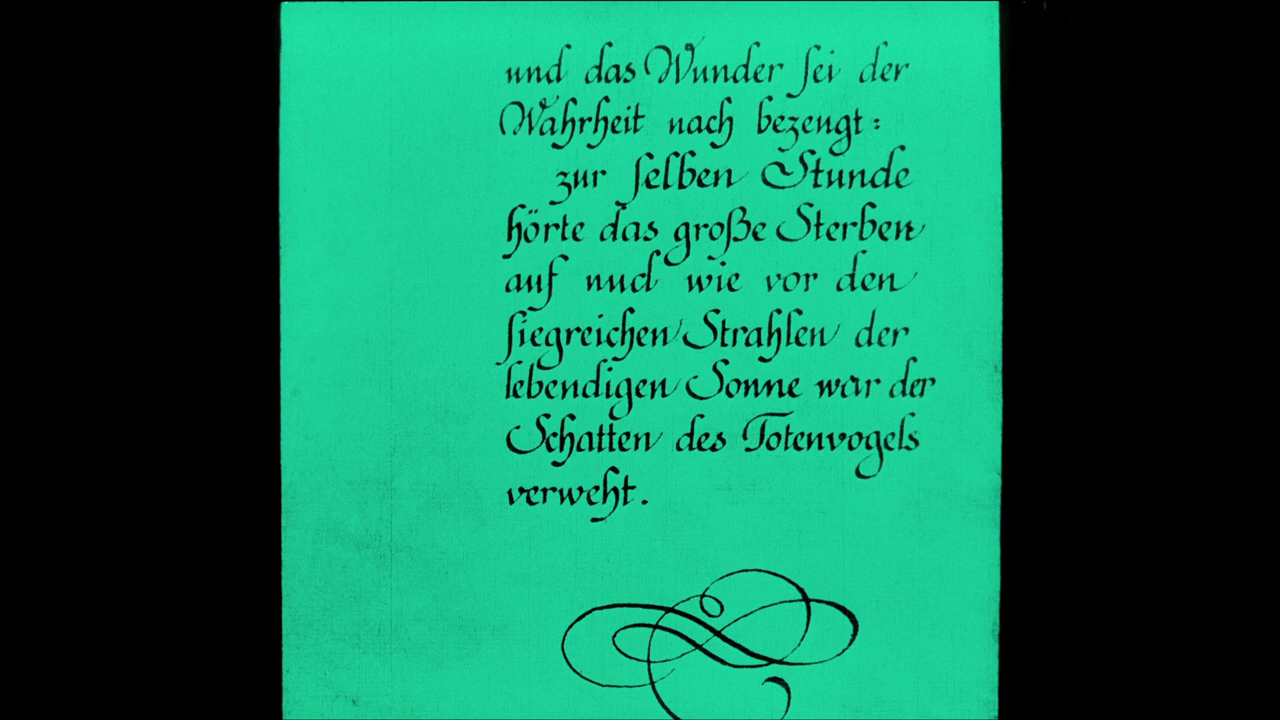 und das Wunder sei der
Wahrheit nach bezeugt:
zur selben Stunde
hörte das große Sterben
auf und wie vor den
siegreichen Strahlen der
lebendigen Sonne war der
Schatten des Totenvogels
verweht.